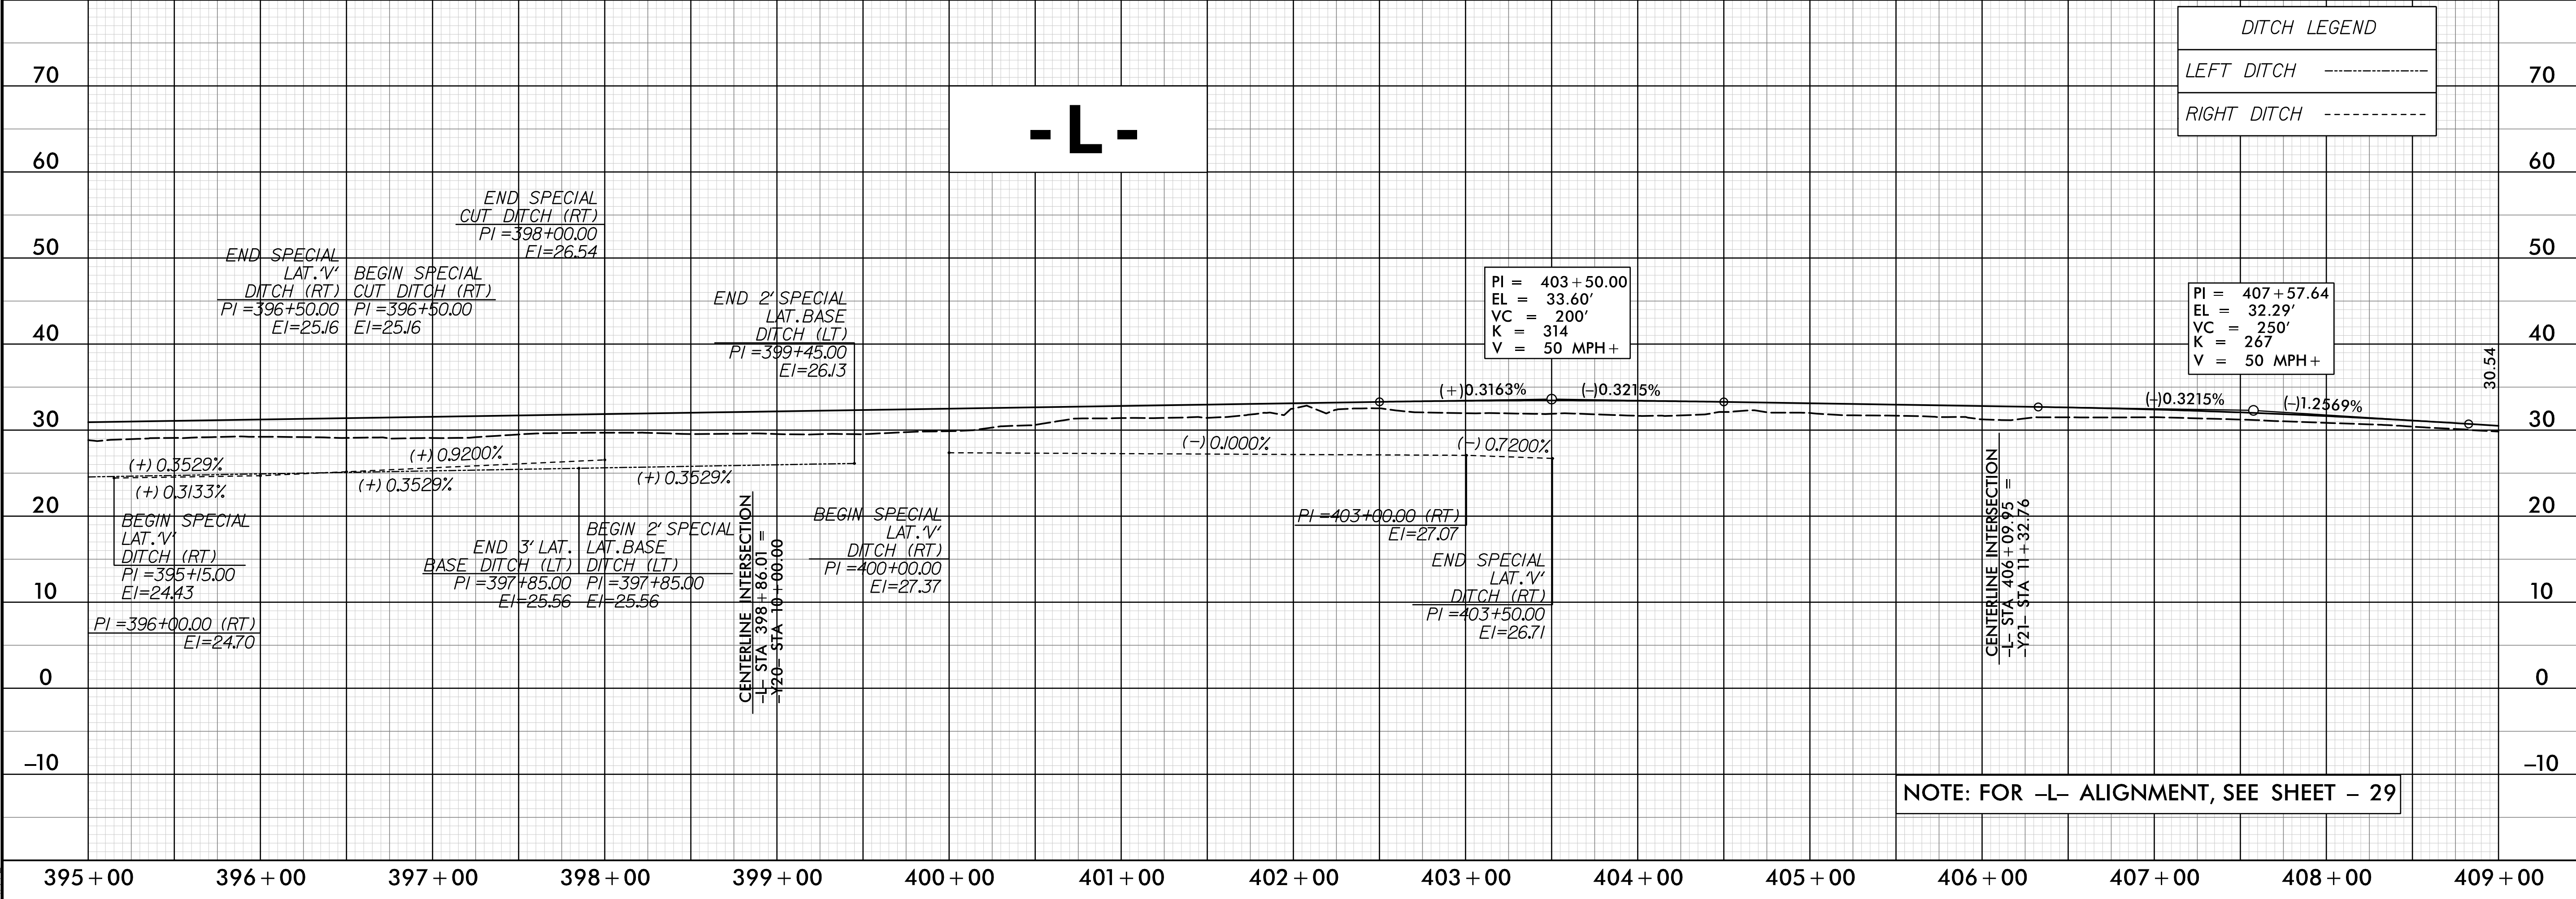 DITCH LEGEND
LEFT DITCH
RIGHT DITCH
-L-
70
60
50
40
30
20
10
0
–10
70
60
50
40
30
20
10
0
–10
END SPECIAL
CUT DITCH (RT)
PI =398+00.00
El=26.54
END SPECIAL
LAT.'V'
DITCH (RT)
PI =396+50.00
El=25.16
BEGIN SPECIAL
CUT DITCH (RT)
PI =396+50.00
El=25.16
END 2' SPECIAL
LAT.BASE
DITCH (LT)
PI =399+45.00
El=26.13
PI = 403+50.00
EL = 33.60'
VC = 200'
K = 314
V = 50 MPH+
PI = 407+57.64
EL = 32.29'
VC = 250'
K = 267
V = 50 MPH+
30.54
(+)0.3163%
(–)0.3215%
(–)0.3215%
(–)1.2569%
(+) 0.3529%
(+) 0.3133%
(+) 0.9200%
(+) 0.3529%
(+) 0.3529%
(–) 0.1000%
(–) 0.7200%
BEGIN SPECIAL
LAT.'V'
DITCH (RT)
PI =395+15.00
El=24.43
PI =396+00.00 (RT)
El=24.70
END 3' LAT.
BASE DITCH (LT)
PI =397+85.00
El=25.56
BEGIN 2' SPECIAL
LAT.BASE
DITCH (LT)
PI =397+85.00
El=25.56
CENTERLINE INTERSECTION
–L– STA 398+86.01 =
–Y20– STA 10+00.00
BEGIN SPECIAL
LAT.'V'
DITCH (RT)
PI =400+00.00
El=27.37
PI =403+00.00 (RT)
El=27.07
END SPECIAL
LAT.'V'
DITCH (RT)
PI =403+50.00
El=26.71
CENTERLINE INTERSECTION
–L– STA 406+09.95 =
–Y21– STA 11+32.76
NOTE: FOR –L– ALIGNMENT, SEE SHEET – 29
395+00 396+00 397+00 398+00 399+00 400+00 401+00 402+00 403+00 404+00 405+00 406+00 407+00 408+00 409+00